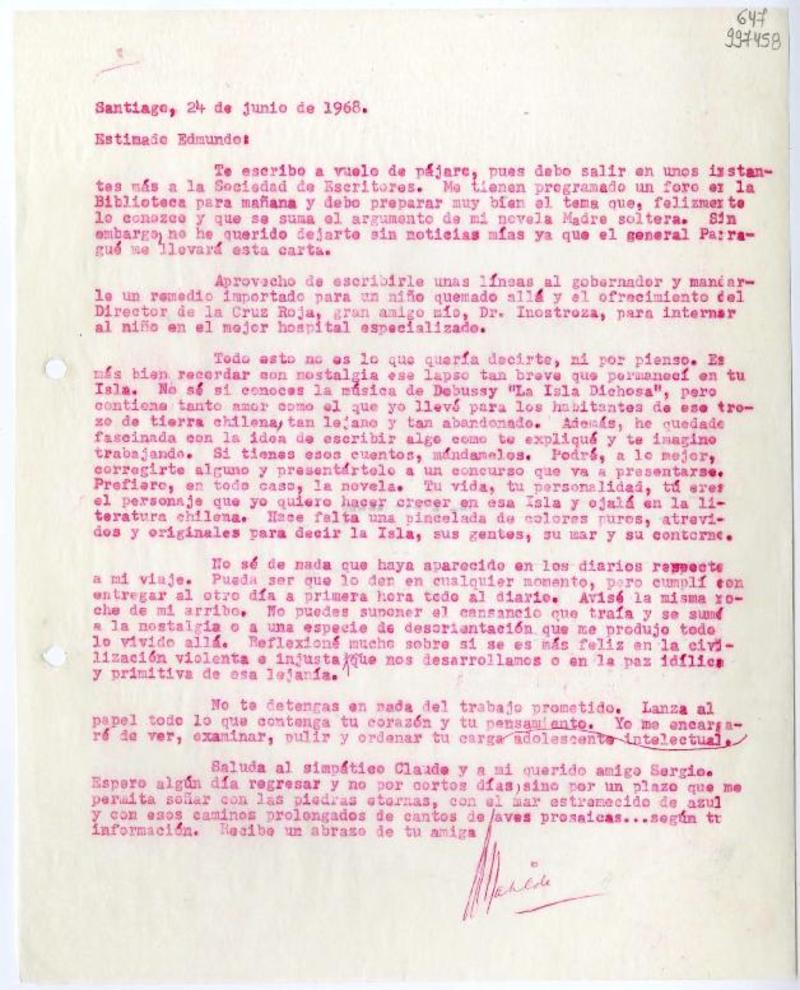 647
997458
Santiago, 24 de junio de 1968.
Estimado Edmundo:
Te escribo a vuelo de pájaro, pues debo salir en unos instan-
tes más a la Sociedad de Escritores. Me tienen programado un foro en la
Biblioteca para mañana y debo preparar muy bien el tema que, felizmente
lo conozco y que se suma el argumento de mi novela Madre soltera. Sin
embargo, no he querido dejarte sin noticias mías ya que el general Parra-
gué me llevará esta carta.
Aprovecho de escribirle unas líneas al gobernador y mandar-
le un remedio importado para un niño quemado allá y el ofrecimiento del
Director de la Cruz Roja, gran amigo mío, Dr. Inostroza, para internar
al niño en el mejor hospital especializado.
Todo esto no es lo que quería decirte, ni por pienso. Es
más bien recordar con nostalgia ese lapso tan breve que permanecí en tu
Isla. No sé si conoces la música de Debussy "La Isla Dichosa", pero
contiene tanto amor como el que yo llevé para los habitantes de ese tro-
zo de tierra chilena, tan lejano y tan abandonado. Además, he quedado
fascinada con la idea de escribir algo como te expliqué y te imagino
trabajando. Si tienes esos cuentos, mándamelos. Podré, a lo mejor,
corregirte alguno y presentártelo a un concurso que va a presentarse.
Prefiero, en todo caso, la novela. Tu vida, tu personalidad, tú eres
el personaje que yo quiero hacer crecer en esa Isla y ojalá en la li-
teratura chilena. Hace falta una pincelada de colores puros, atrevi-
dos y originales para decir la Isla, sus gentes, su mar y su contorno.
No sé de nada que haya aparecido en los diarios respecto
a mi viaje. Pueda ser que lo den en cualquier momento, pero cumplí con
entregar al otro día a primera hora todo al diario. Avisé la misma no-
che de mi arribo. No puedes suponer el cansancio que traía y se sumó
a la nostalgia o a una especie de desorientación que me produjo todo
lo vivido allá. Reflexioné mucho sobre si se es más feliz en la civi-
lización violenta e injusta que nos desarrollamos o en la paz idílica
y primitiva de esa lejanía.
No te detengas en nada del trabajo prometido. Lanza al
papel todo lo que contenga tu corazón y tu pensamiento. Yo me encarga-
ré de ver, examinar, pulir y ordenar tu carga adolescente intelectual.
Saluda al simpático Claude y a mi querido amigo Sergio.
Espero algún día regresar y no por cortos días, sino por un plazo que me
permita soñar con las piedras eternas, con el mar estremecido de azul
y con esos caminos prolongados de cantos de aves prosaicas...según tu
información. Recibe un abrazo de tu amiga
Matilde